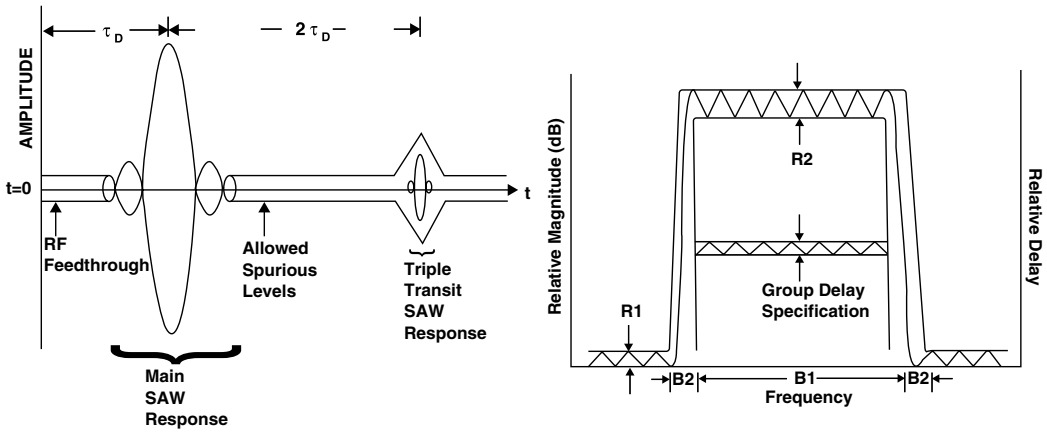 τD
2 τD
AMPLITUDE
t=0
t
RF
Feedthrough
Allowed
Spurious
Levels
Triple
Transit
SAW
Response
Main
SAW
Response
Relative Magnitude (dB)
R2
Group Delay
Specification
R1
B2
B1
B2
Frequency
Relative Delay